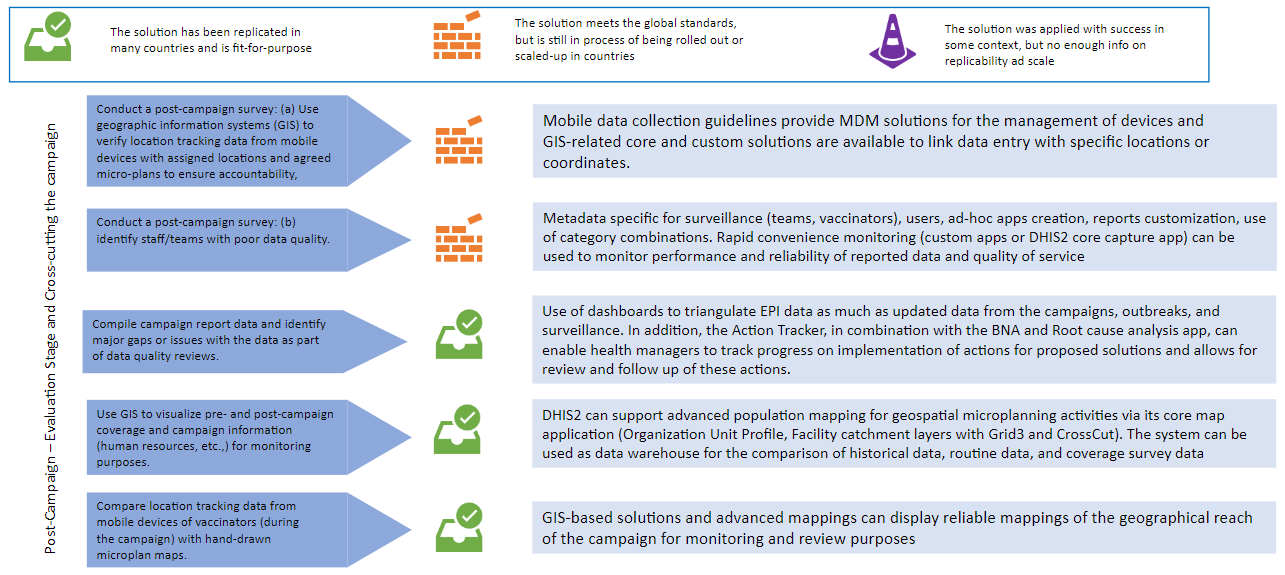 The solution has been replicated in
many countries and is fit-for-purpose
The solution meets the global standards,
but is still in process of being rolled out or
scaled-up in countries
The solution was applied with success in
some context, but no enough info on
replicability ad scale
Post-Campaign – Evaluation Stage and Cross-cutting the campaign
Conduct a post-campaign survey: (a) Use
geographic information systems (GIS) to
verify location tracking data from mobile
devices with assigned locations and agreed
micro-plans to ensure accountability,
Mobile data collection guidelines provide MDM solutions for the management of devices and
GIS-related core and custom solutions are available to link data entry with specific locations or
coordinates.
Conduct a post-campaign survey: (b)
identify staff/teams with poor data quality.
Metadata specific for surveillance (teams, vaccinators), users, ad-hoc apps creation, reports customization, use
of category combinations. Rapid convenience monitoring (custom apps or DHIS2 core capture app) can be
used to monitor performance and reliability of reported data and quality of service
Compile campaign report data and identify
major gaps or issues with the data as part
of data quality reviews.
Use of dashboards to triangulate EPI data as much as updated data from the campaigns, outbreaks, and
surveillance. In addition, the Action Tracker, in combination with the BNA and Root cause analysis app, can
enable health managers to track progress on implementation of actions for proposed solutions and allows for
review and follow up of these actions.
Use GIS to visualize pre- and post-campaign
coverage and campaign information
(human resources, etc.,) for monitoring
purposes.
DHIS2 can support advanced population mapping for geospatial microplanning activities via its core map
application (Organization Unit Profile, Facility catchment layers with Grid3 and CrossCut). The system can be
used as data warehouse for the comparison of historical data, routine data, and coverage survey data
Compare location tracking data from
mobile devices of vaccinators (during
the campaign) with hand-drawn
microplan maps.
GIS-based solutions and advanced mappings can display reliable mappings of the geographical reach
of the campaign for monitoring and review purposes